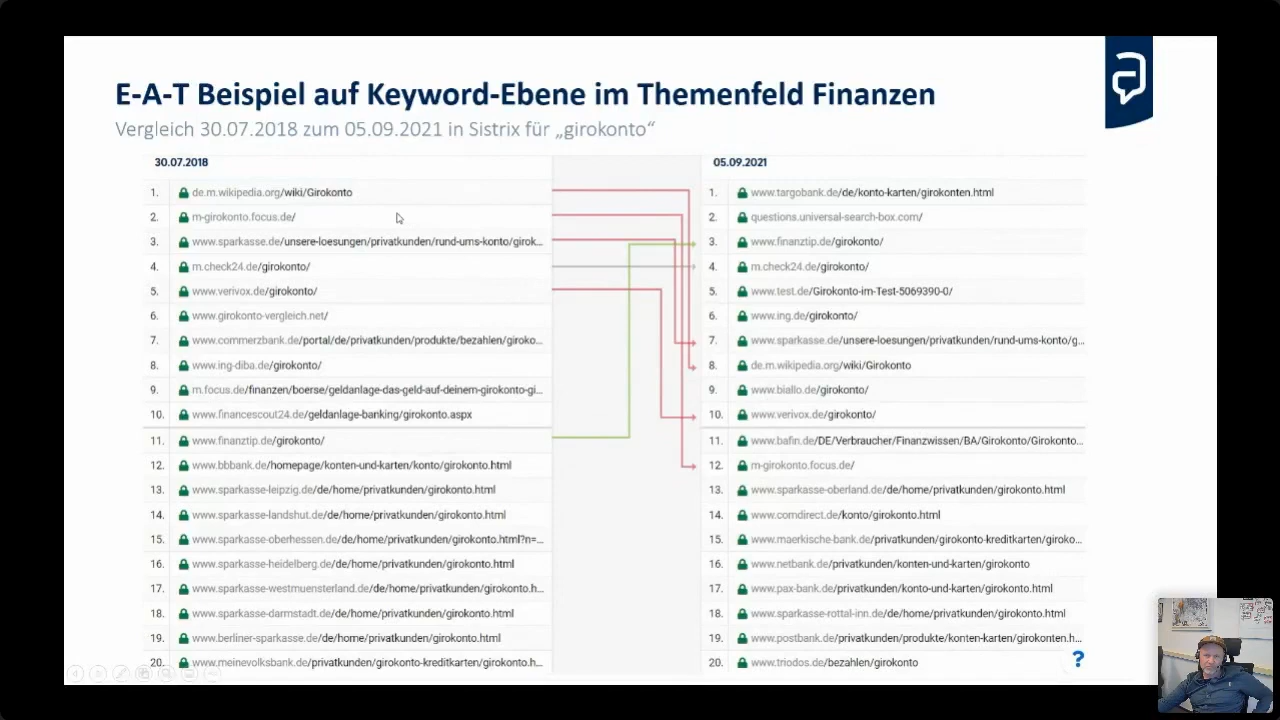 E-A-T Beispiel auf Keyword-Ebene im Themenfeld Finanzen
Vergleich 30.07.2018 zum 05.09.2021 in Sistrix für „girokonto“
30.07.2018
1. de.m.wikipedia.org/wiki/Girokonto
2. m-girokonto.focus.de/
3. www.sparkasse.de/unsere-loesungen/privatkunden/rund-ums-konto/girok...
4. m.check24.de/girokonto/
5. www.verivox.de/girokonto/
6. www.girokonto-vergleich.net/
7. www.commerzbank.de/portal/de/privatkunden/produkte/bezahlen/giroko...
8. www.ing-diba.de/girokonto/
9. m.focus.de/finanzen/boerse/geldanlage-das-geld-auf-deinem-girokonto-gi...
10. www.financescout24.de/geldanlage-banking/girokonto.aspx
11. www.finanztip.de/girokonto/
12. www.bbbank.de/homepage/konten-und-karten/konto/girokonto.html
13. www.sparkasse-leipzig.de/de/home/privatkunden/girokonto.html
14. www.sparkasse-landshut.de/de/home/privatkunden/girokonto.html
15. www.sparkasse-oberhessen.de/de/home/privatkunden/girokonto.html?n=...
16. www.sparkasse-heidelberg.de/de/home/privatkunden/girokonto.html
17. www.sparkasse-westmuensterland.de/de/home/privatkunden/girokonto.h...
18. www.sparkasse-darmstadt.de/de/home/privatkunden/girokonto.html
19. www.berliner-sparkasse.de/de/home/privatkunden/girokonto.html
20. www.meinevolksbank.de/privatkunden/girokonto-kreditkarten/girokonto.h...
05.09.2021
1. www.targobank.de/de/konto-karten/girokonten.html
2. questions.universal-search-box.com/
3. www.finanztip.de/girokonto/
4. m.check24.de/girokonto/
5. www.test.de/Girokonto-im-Test-5069390-0/
6. www.ing.de/girokonto/
7. www.sparkasse.de/unsere-loesungen/privatkunden/rund-ums-konto/g...
8. de.m.wikipedia.org/wiki/Girokonto
9. www.biallo.de/girokonto/
10. www.verivox.de/girokonto/
11. www.bafin.de/DE/Verbraucher/Finanzwissen/BA/Girokonto/Girokonto...
12. m-girokonto.focus.de/
13. www.sparkasse-oberland.de/de/home/privatkunden/girokonto.html
14. www.comdirect.de/konto/girokonto.html
15. www.maerkische-bank.de/privatkunden/girokonto-kreditkarten/giroko...
16. www.netbank.de/privatkunden/konten-und-karten/girokonto
17. www.pax-bank.de/privatkunden/konto-und-karten/girokonto.html
18. www.sparkasse-rottal-inn.de/de/home/privatkunden/girokonto.html
19. www.postbank.de/privatkunden/produkte/konten-karten/girokonten.h...
20. www.triodos.de/bezahlen/girokonto
?